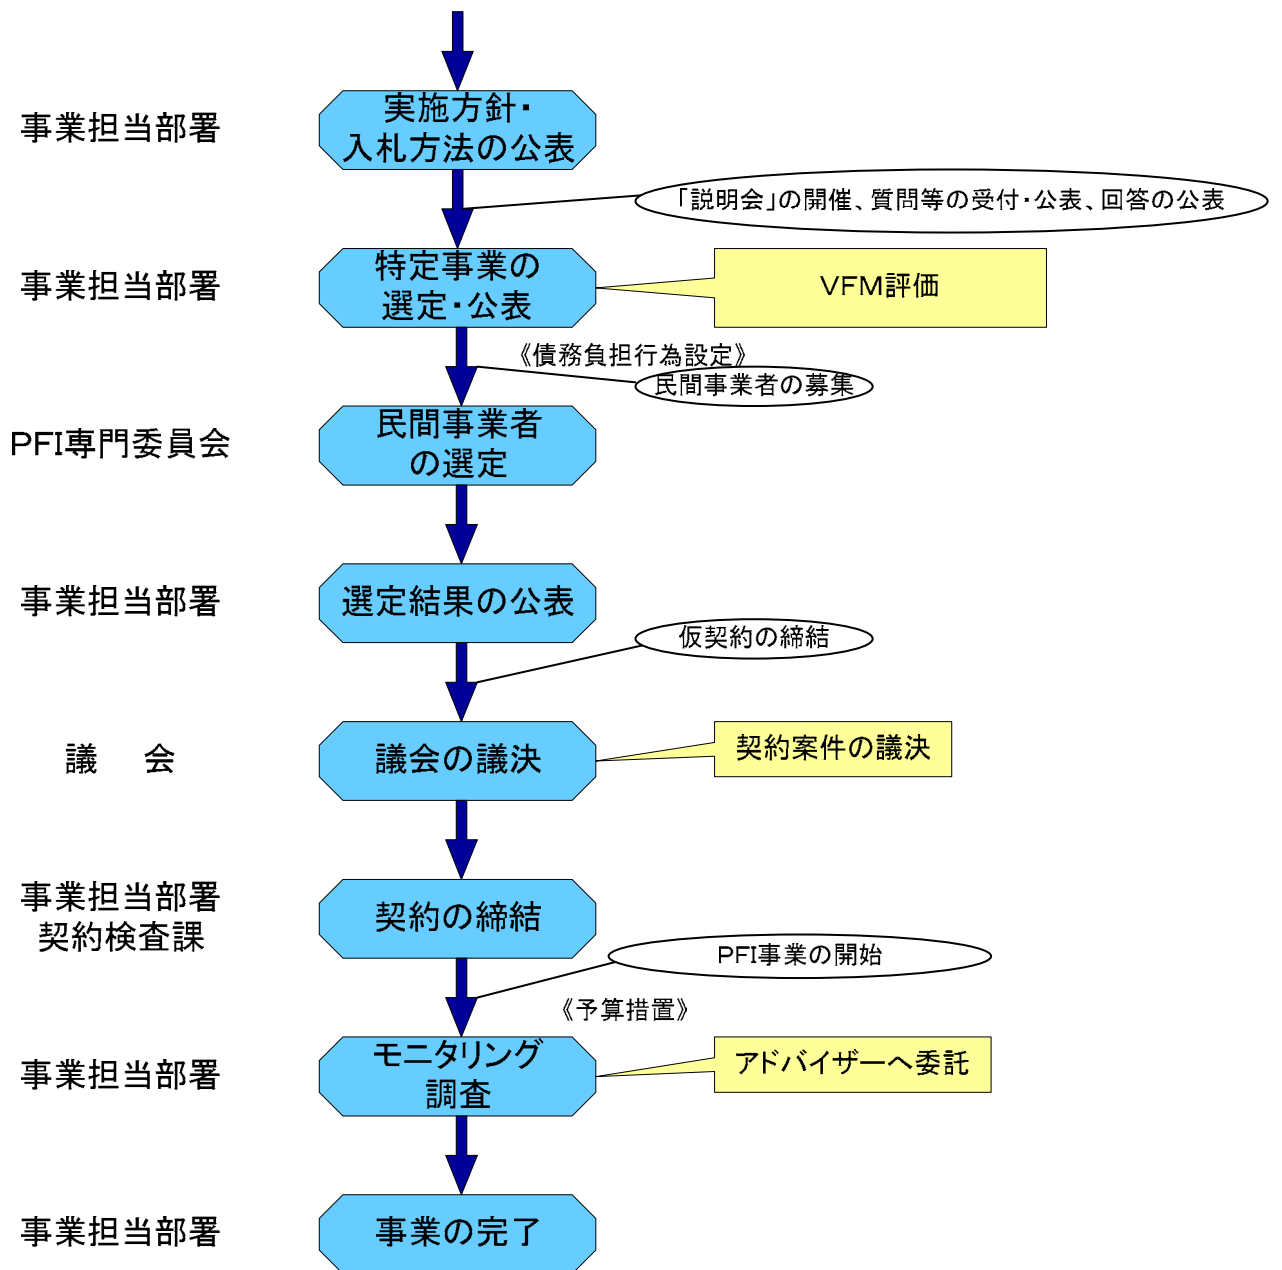 事業担当部署
実施方針・
入札方法の公表
「説明会」の開催、質問等の受付・公表、回答の公表
事業担当部署
特定事業の
選定・公表
VFM評価
《債務負担行為設定》
民間事業者の募集
PFI専門委員会
民間事業者
の選定
事業担当部署
選定結果の公表
仮契約の締結
議　会
議会の議決
契約案件の議決
事業担当部署
契約検査課
契約の締結
PFI事業の開始
《予算措置》
事業担当部署
モニタリング
調査
アドバイザーへ委託
事業担当部署
事業の完了